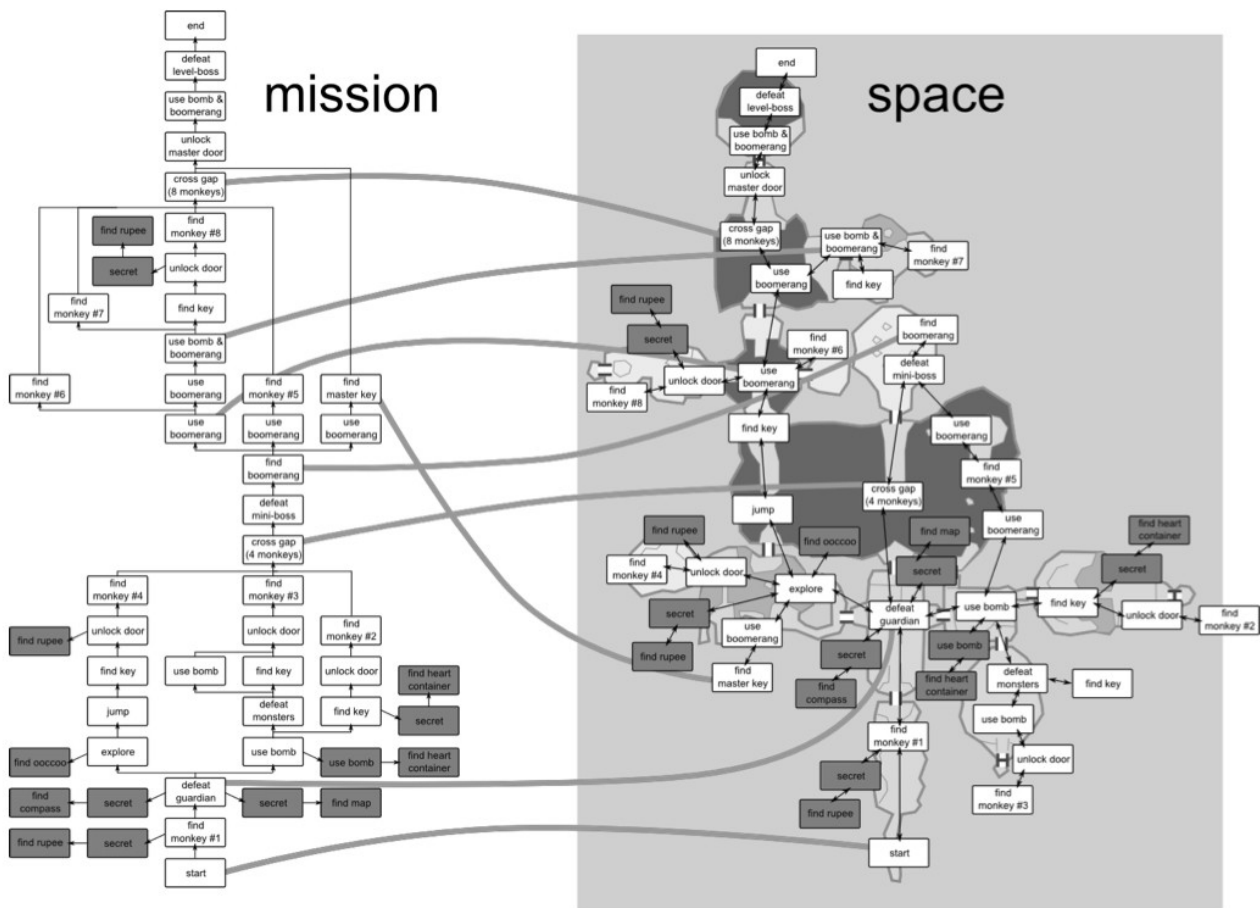 mission
end
defeat
level-boss
use bomb &
boomerang
unlock
master door
cross gap
(8 monkeys)
find rupee
find
monkey #8
secret
unlock door
find
monkey #7
find key
use bomb &
boomerang
find
monkey #6
use
boomerang
find
monkey #5
find
master key
use
boomerang
use
boomerang
use
boomerang
find
boomerang
defeat
mini-boss
cross gap
(4 monkeys)
find
monkey #4
find
monkey #3
find
monkey #2
find rupee
unlock door
unlock door
unlock door
find key
use bomb
find key
find key
find heart
container
secret
jump
defeat
monsters
find ooccoo
explore
use bomb
use bomb
find heart
container
defeat
guardian
find
compass
secret
secret
find map
find rupee
secret
find
monkey #1
start
space
end
defeat
level-boss
use bomb &
boomerang
unlock
master door
cross gap
(8 monkeys)
use bomb &
boomerang
find
monkey #7
use
boomerang
find key
find rupee
secret
find
monkey #6
find
boomerang
unlock door
use
boomerang
defeat
mini-boss
find
monkey #8
find key
use
boomerang
find
monkey #5
cross gap
(4 monkeys)
jump
use
boomerang
find rupee
find ooccoo
find map
find heart
container
find
monkey #4
unlock door
explore
secret
secret
secret
defeat
guardian
use bomb
find key
unlock door
find
monkey #2
use
boomerang
find rupee
find
master key
secret
find
compass
use bomb
find heart
container
defeat
monsters
find key
use bomb
find
monkey #1
unlock door
secret
find
monkey #3
find rupee
start